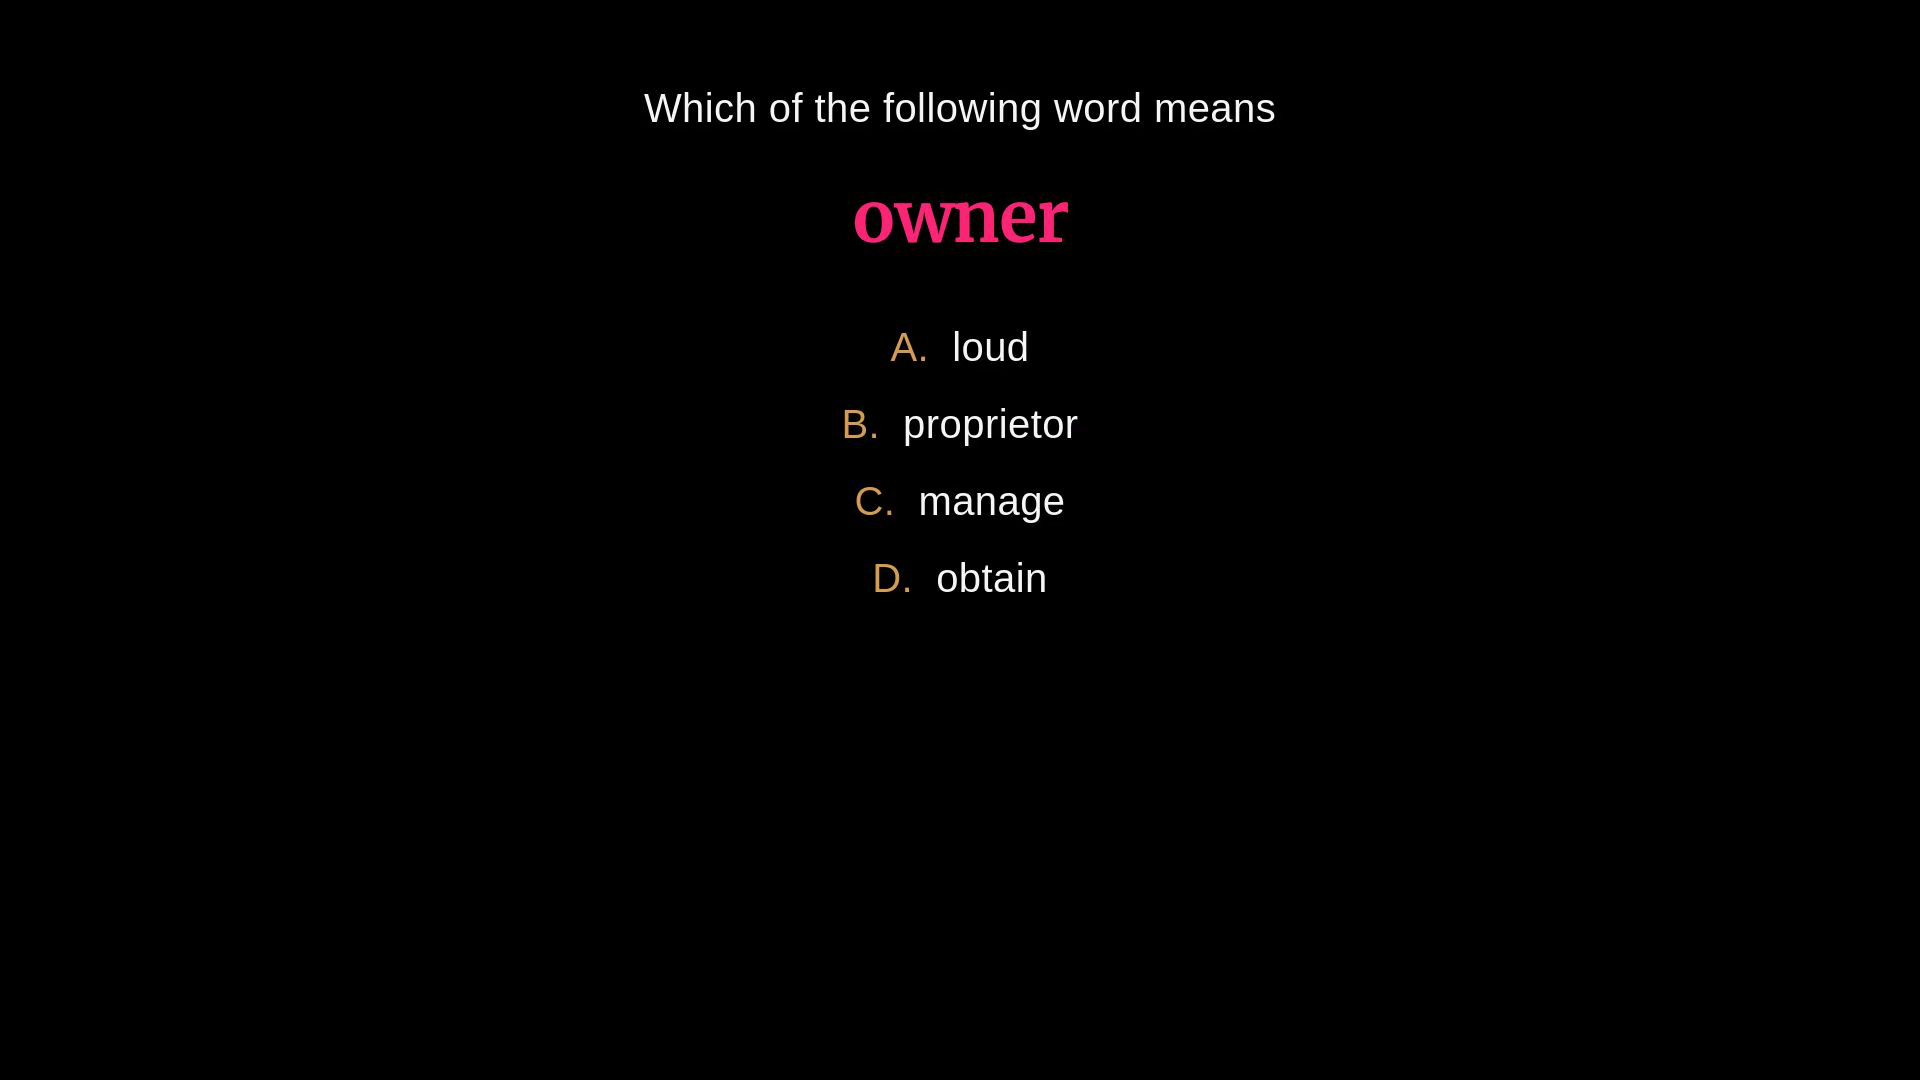 Which of the following word means
owner
A. loud
B. proprietor
C. manage
D. obtain